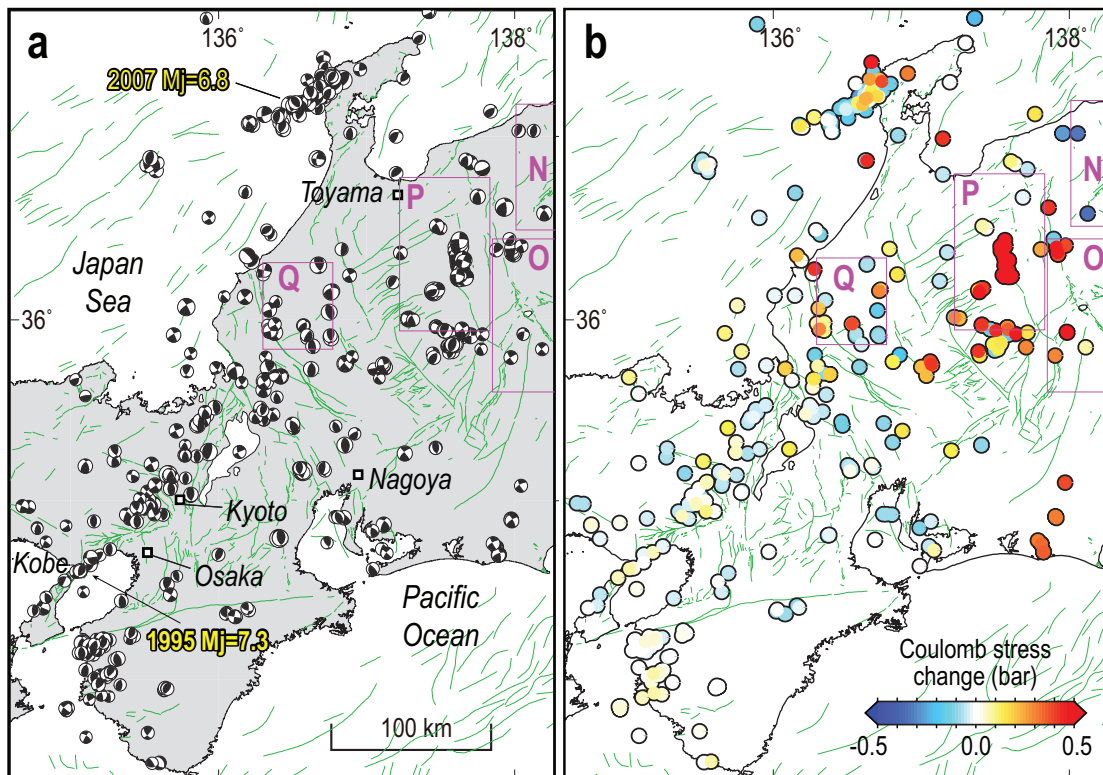 a
136°
138°
2007 Mj=6.8
N
Toyama
P
O
Japan
Sea
Q
36°
Nagoya
Kyoto
Kobe
Osaka
Pacific
Ocean
1995 Mj=7.3
100 km
b
136°
138°
N
P
O
Q
36°
Coulomb stress
change (bar)
-0.5
0.0
0.5